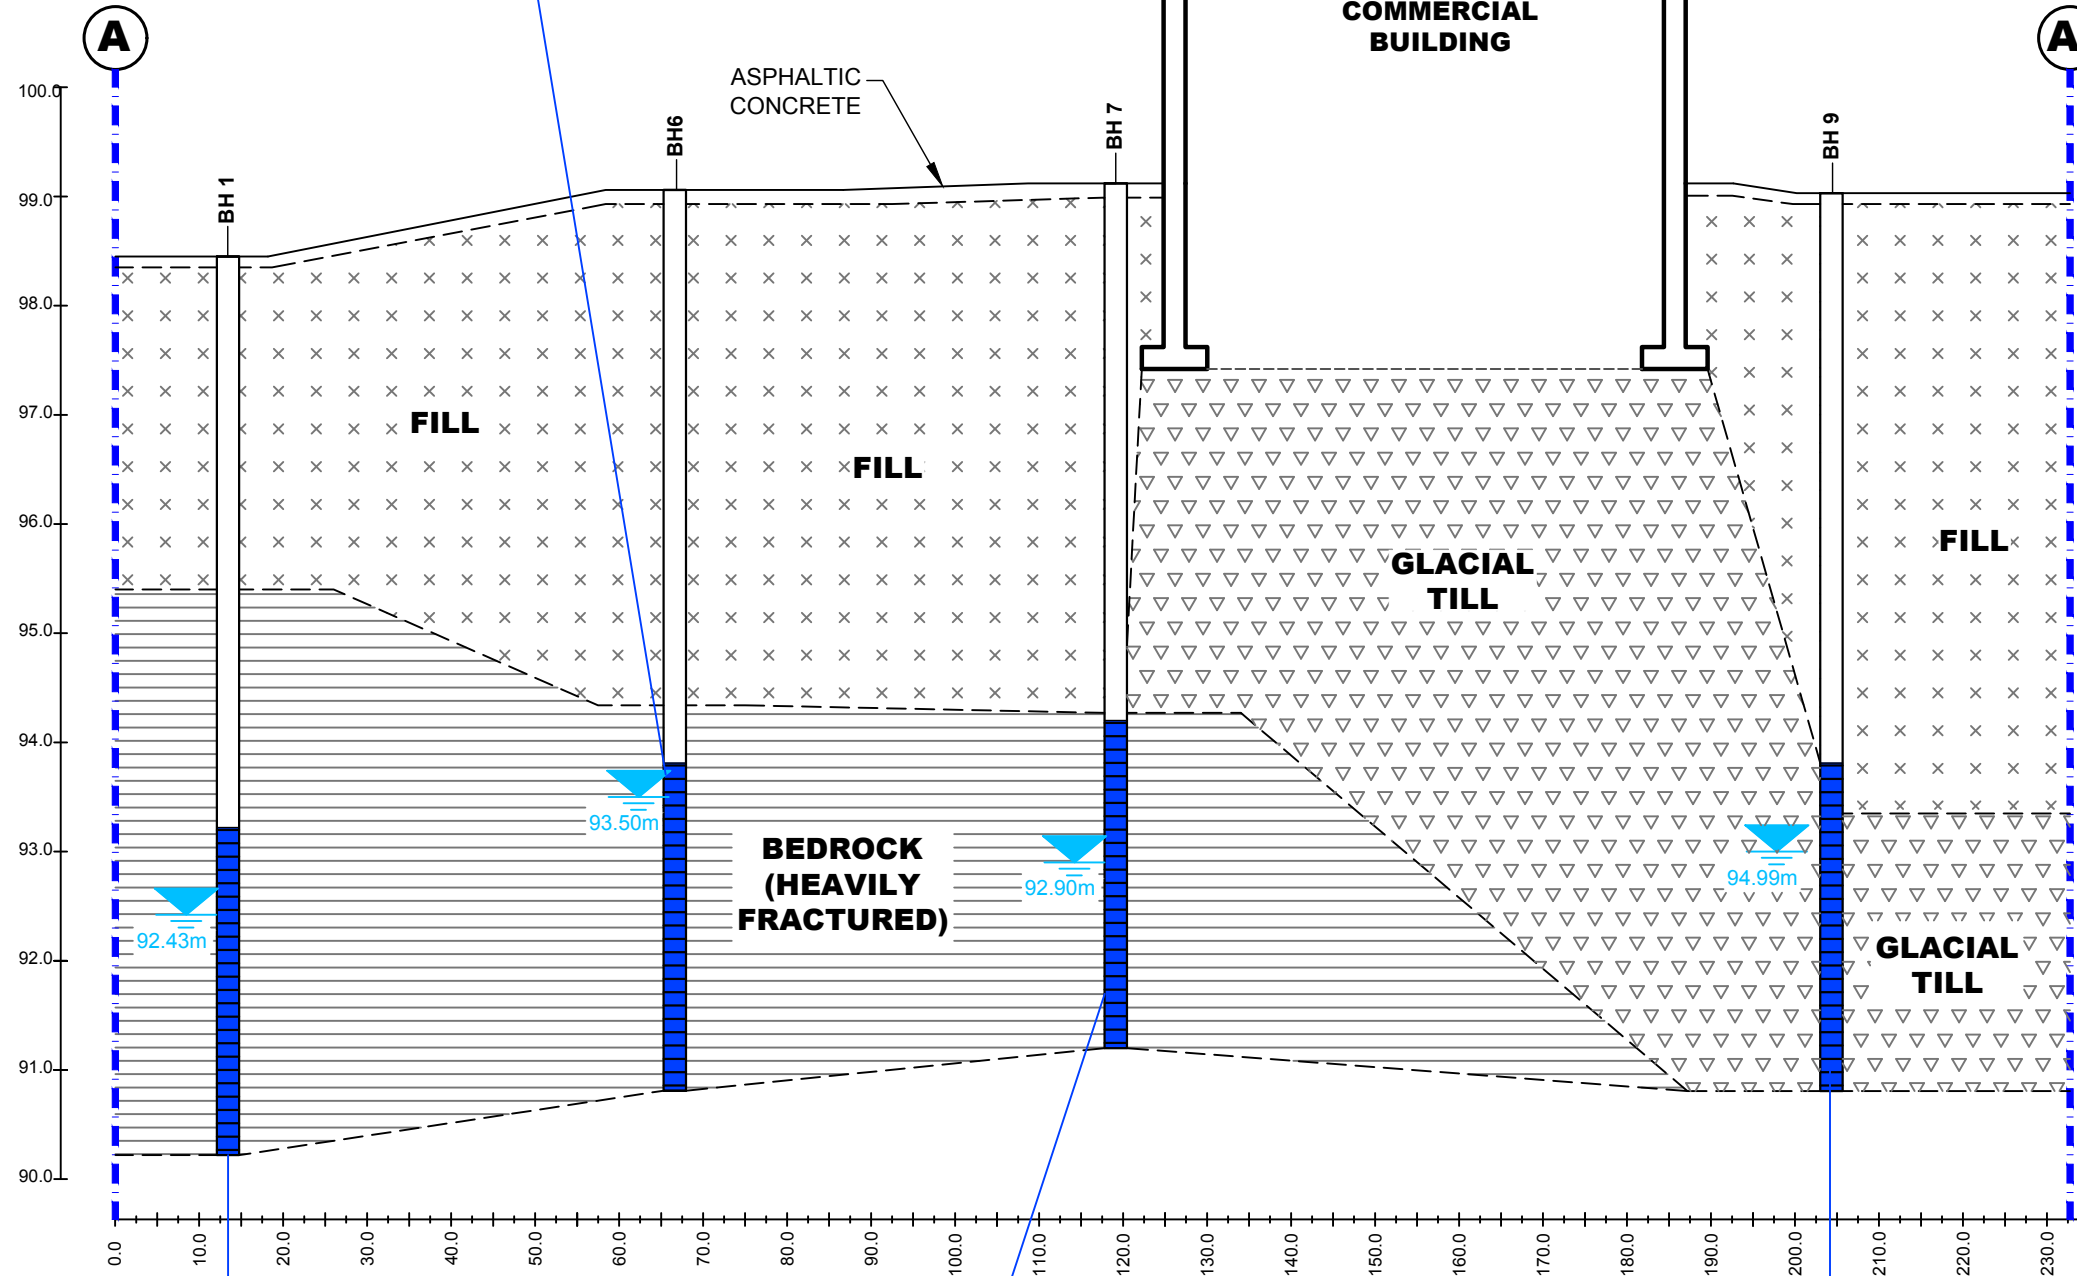 COMMERCIAL
BUILDING
A
A
ASPHALTIC
CONCRETE
BH 1
BH6
BH 7
BH 9
100.0
99.0
98.0
97.0
96.0
95.0
94.0
93.0
92.0
91.0
90.0
FILL
FILL
FILL
GLACIAL
TILL
BEDROCK
(HEAVILY
FRACTURED)
GLACIAL
TILL
92.43m
93.50m
92.90m
94.99m
0.0
10.0
20.0
30.0
40.0
50.0
60.0
70.0
80.0
90.0
100.0
110.0
120.0
130.0
140.0
150.0
160.0
170.0
180.0
190.0
200.0
210.0
220.0
230.0